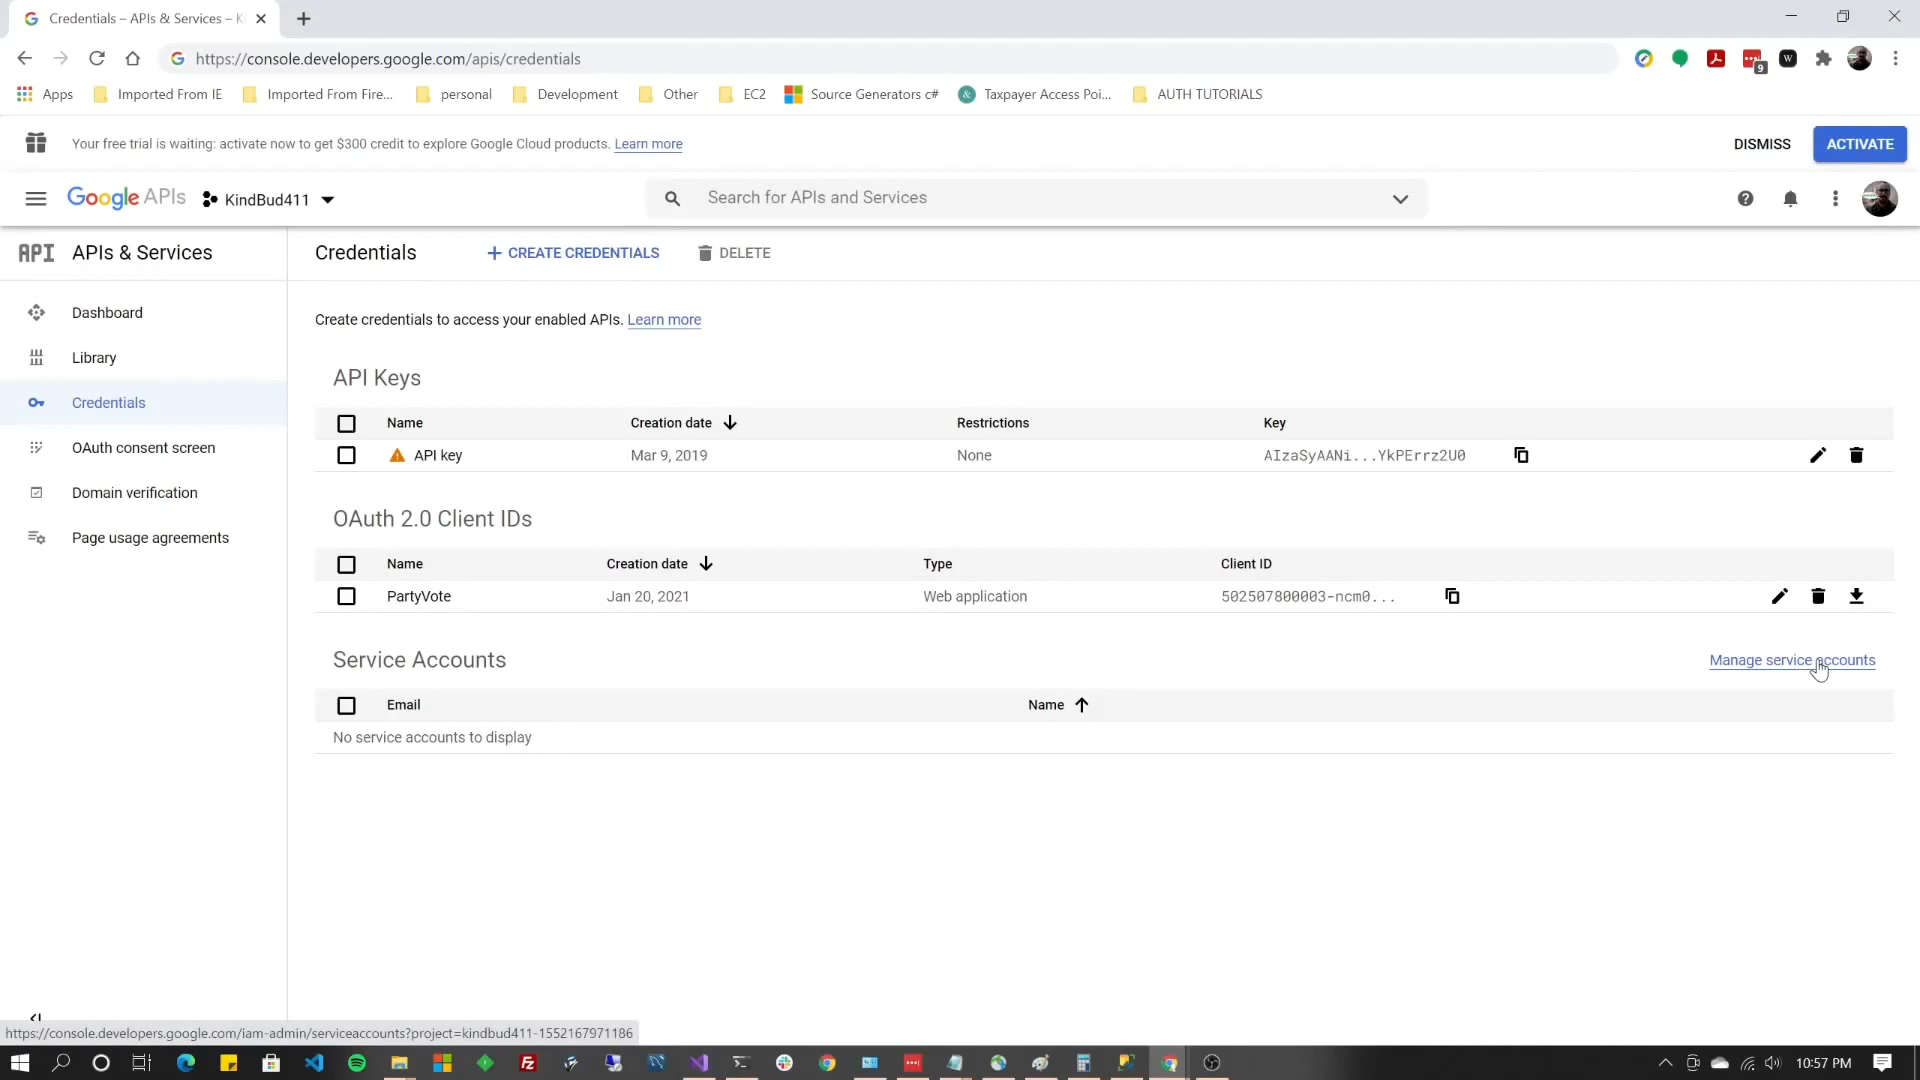 Credentials – APIs & Services – K
https://console.developers.google.com/apis/credentials
9
W
Apps
Imported From IE
Imported From Fire...
personal
Development
Other
EC2
Source Generators c#
Taxpayer Access Poi...
AUTH TUTORIALS
Your free trial is waiting: activate now to get $300 credit to explore Google Cloud products. Learn more
DISMISS
ACTIVATE
Google APIs
KindBud411
Search for APIs and Services
API APIs & Services
Credentials
+ CREATE CREDENTIALS
DELETE
Dashboard
Library
Credentials
OAuth consent screen
Domain verification
Page usage agreements
Create credentials to access your enabled APIs. Learn more
API Keys
Name Creation date Restrictions Key
API key Mar 9, 2019 None AIzaSyAANi...YkPErrz2U0
OAuth 2.0 Client IDs
Name Creation date Type Client ID
PartyVote Jan 20, 2021 Web application 502507800003-ncm0...
Service Accounts
Manage service accounts
Email Name
No service accounts to display
https://console.developers.google.com/iam-admin/serviceaccounts?project=kindbud411-1552167971186
10:57 PM